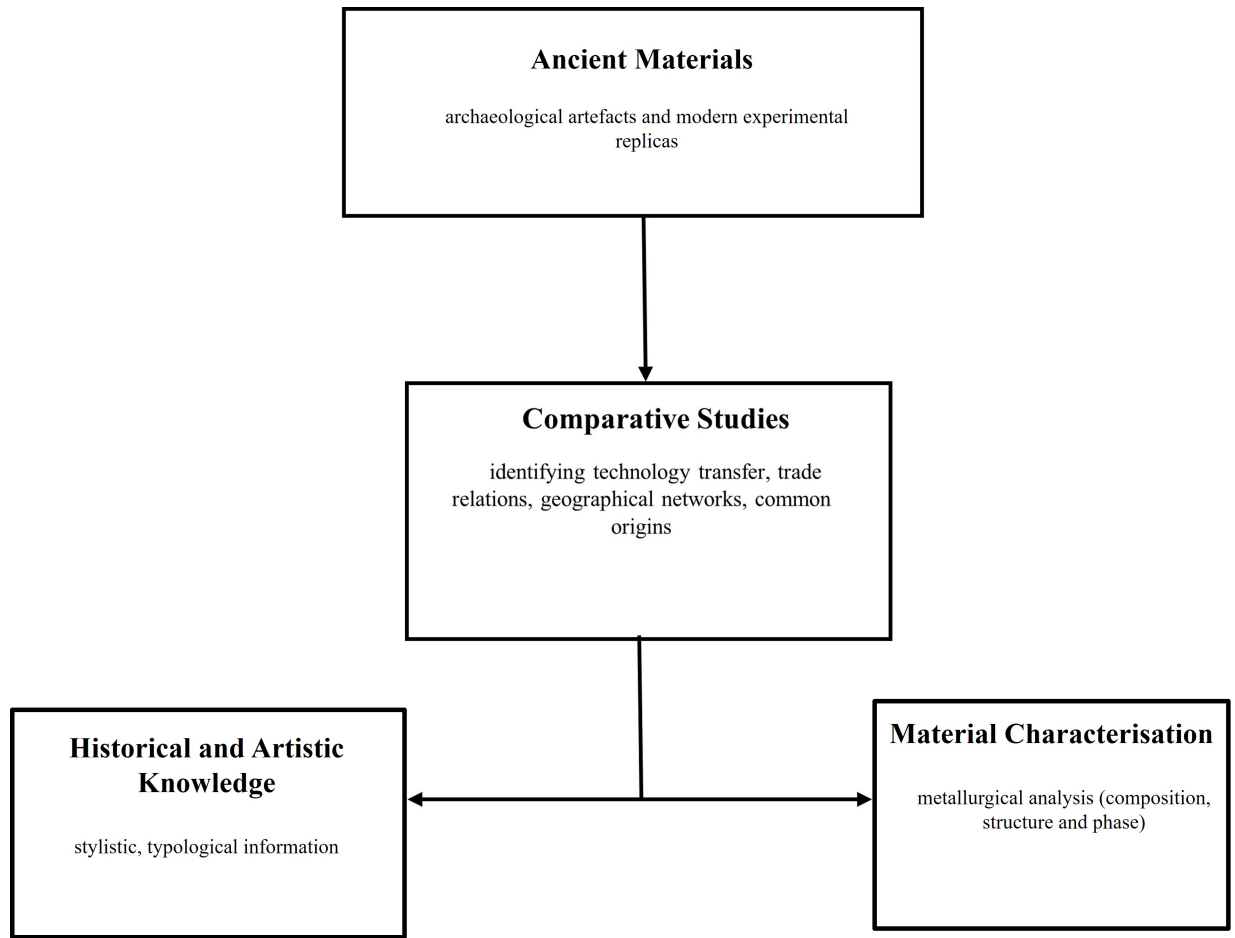 Ancient Materials
archaeological artefacts and modern experimental
replicas
Comparative Studies
identifying technology transfer, trade
relations, geographical networks, common
origins
Historical and Artistic
Knowledge
stylistic, typological information
Material Characterisation
metallurgical analysis (composition,
structure and phase)